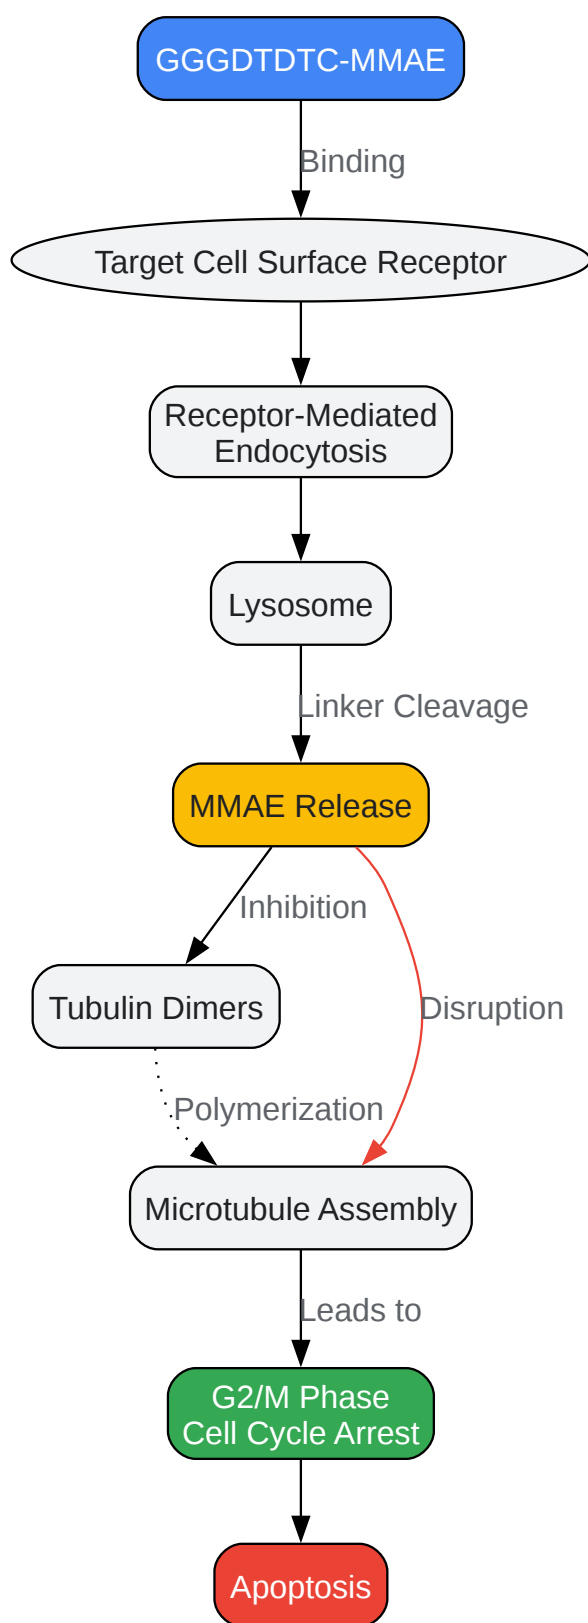 GGGDTDTC-MMAE
Binding
Target Cell Surface Receptor
Receptor-Mediated
Endocytosis
Lysosome
Linker Cleavage
MMAE Release
Inhibition
Tubulin Dimers
Disruption
Polymerization
Microtubule Assembly
Leads to
G2/M Phase
Cell Cycle Arrest
Apoptosis